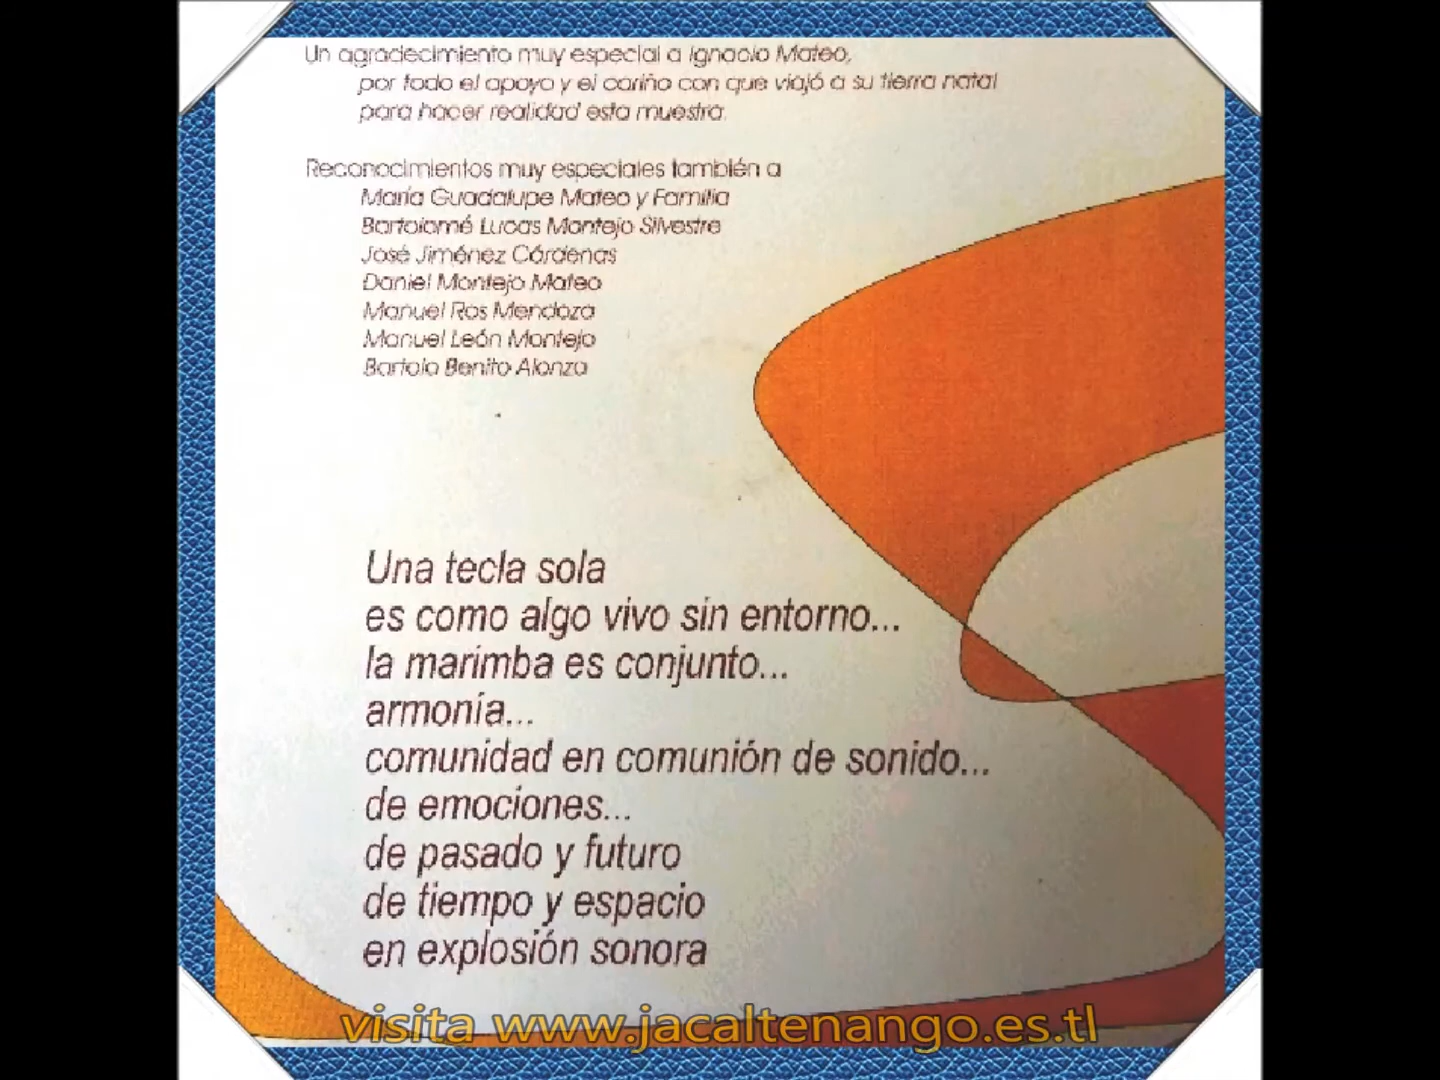 Un agradecimiento muy especial a Ignacio Mateo,
por todo el apoyo y el cariño con que viajó a su tierra natal
para hacer realidad esta muestra.
Reconocimientos muy especiales también a
María Guadalupe Mateo y Familia
Bartolomé Lucas Montejo Silvestre
José Jiménez Cárdenas
Daniel Montejo Mateo
Manuel Ros Mendoza
Manuel León Montejo
Bartolo Benito Alonzo
Una tecla sola
es como algo vivo sin entorno...
la marimba es conjunto...
armonía...
comunidad en comunión de sonido...
de emociones...
de pasado y futuro
de tiempo y espacio
en explosión sonora
visita www.jacaltenango.es.tl